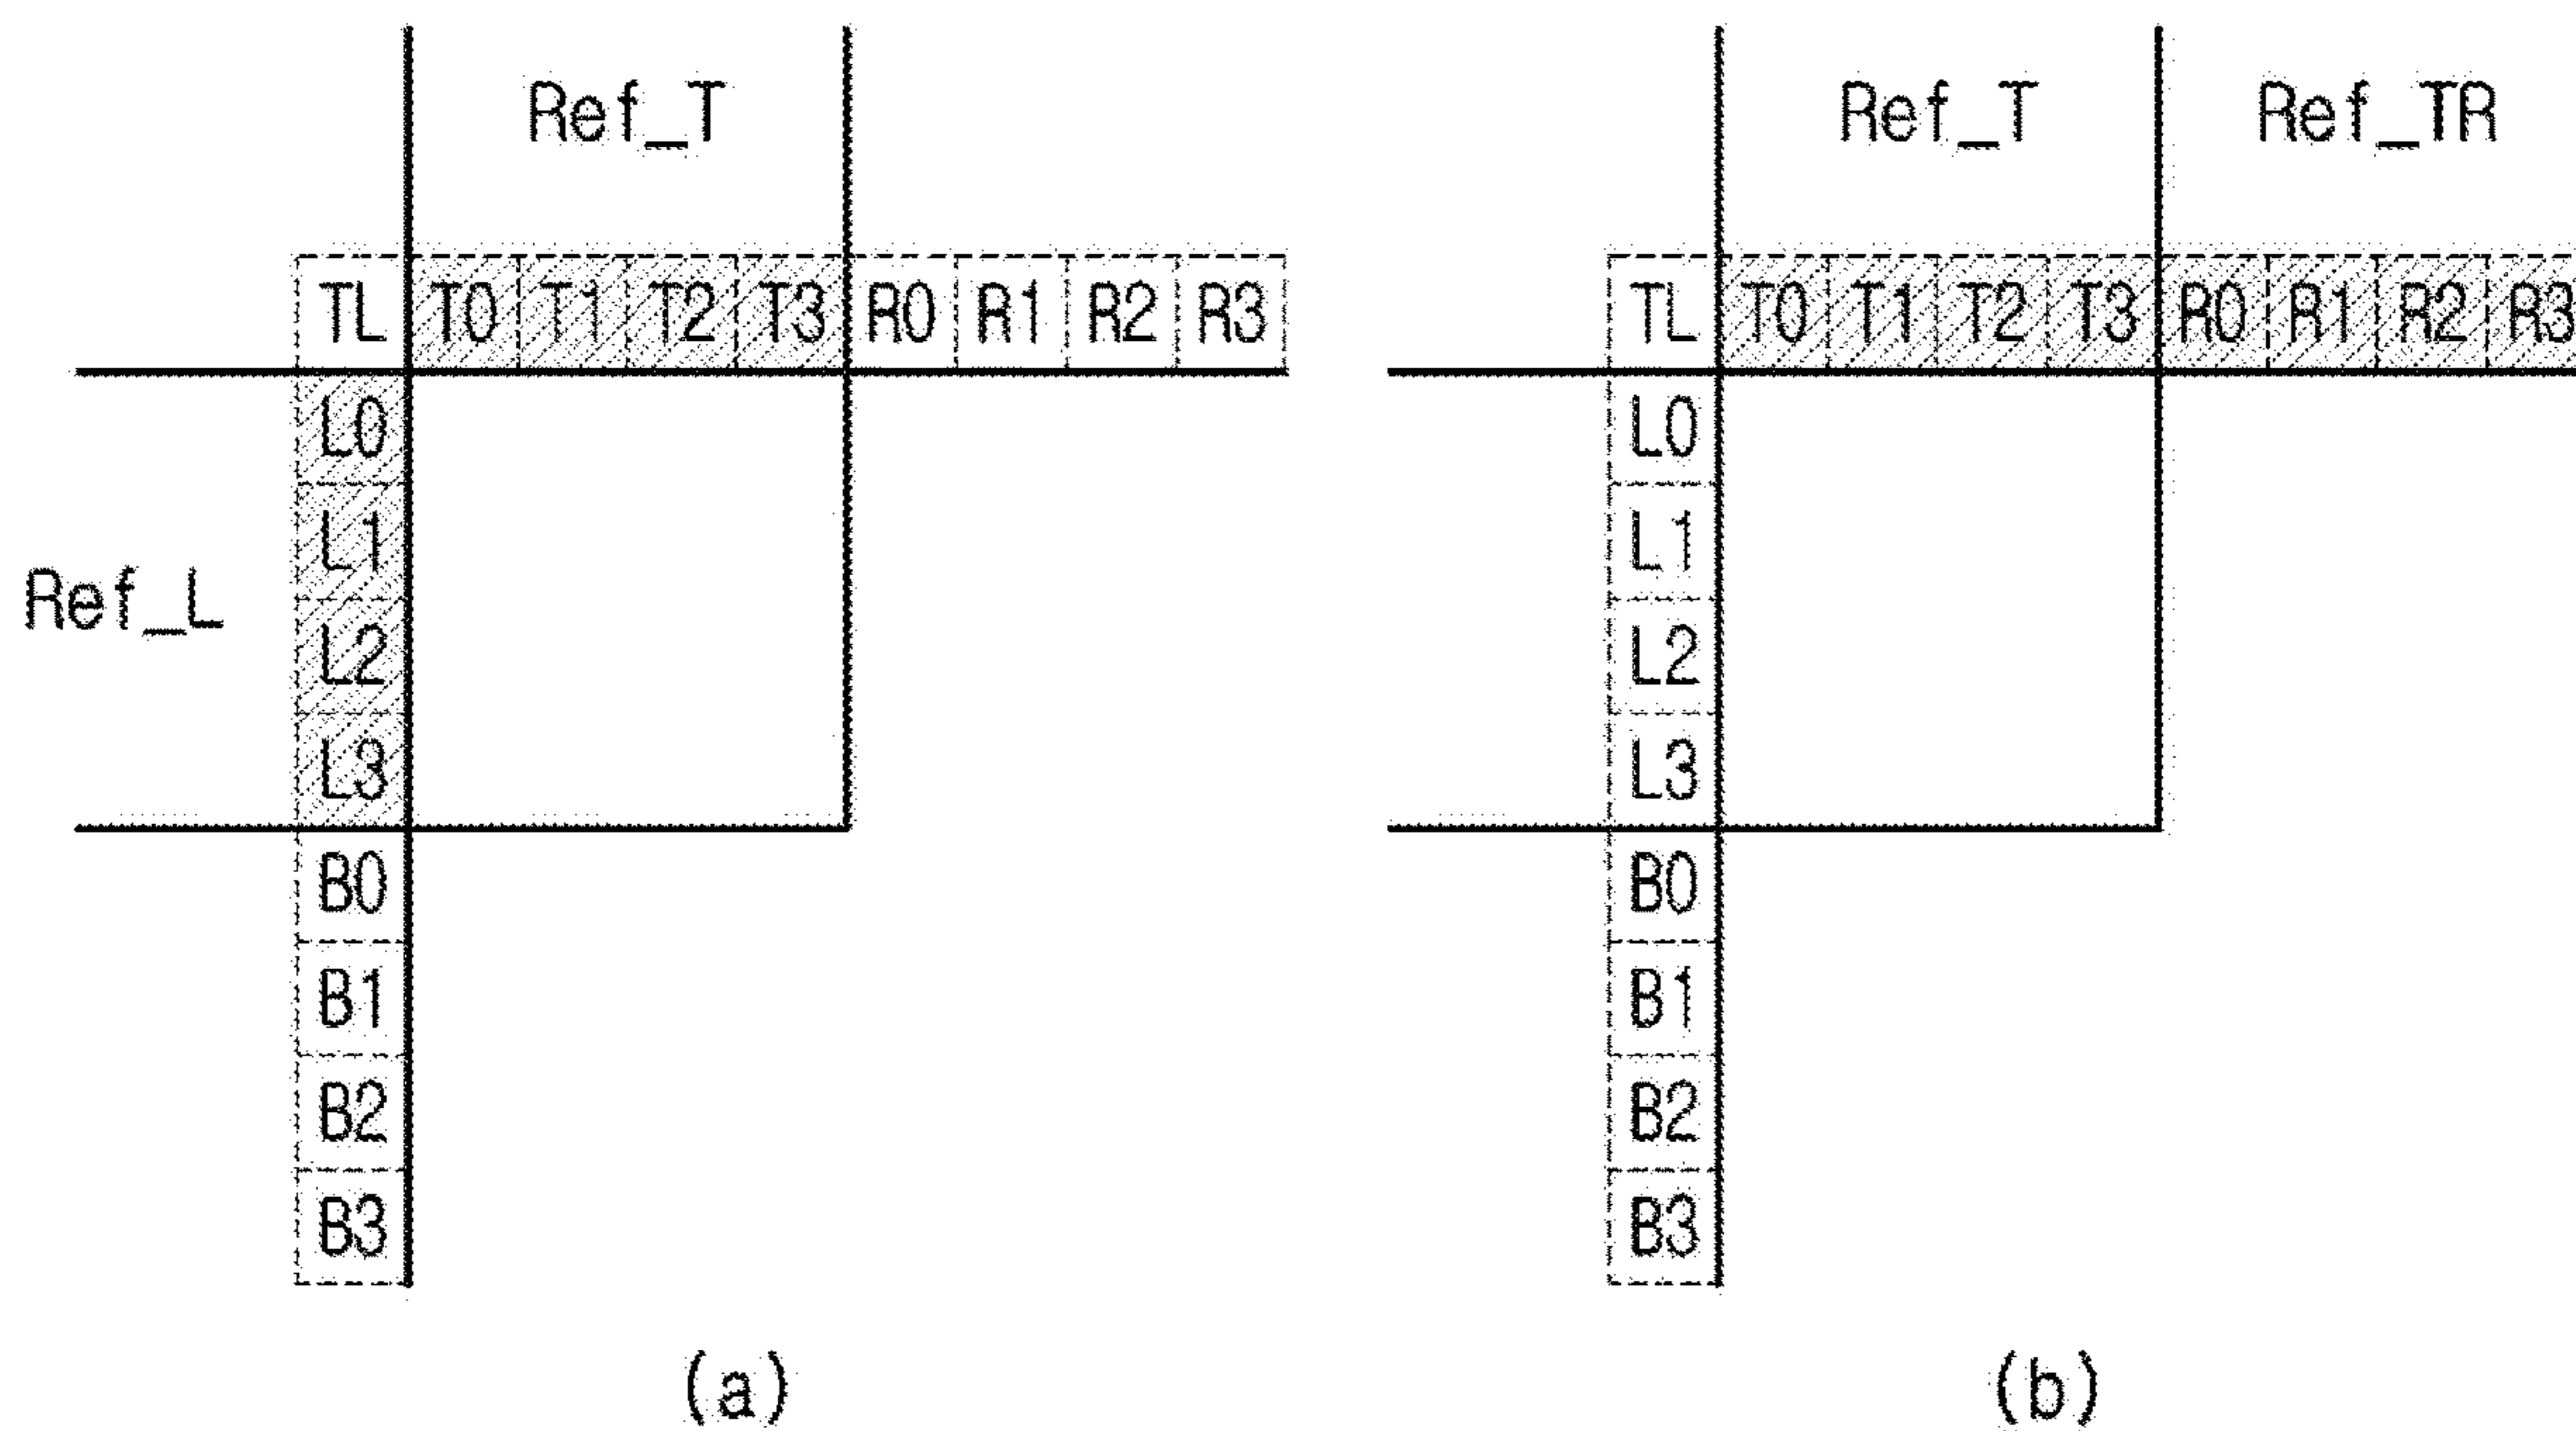 Ref_T
TL T0 T1 T2 T3 R0 R1 R2 R3
L0
L1
Ref_L
L2
L3
B0
B1
B2
B3
(a)
Ref_T Ref_TR
TL T0 T1 T2 T3 R0 R1 R2 R3
L0
L1
L2
L3
B0
B1
B2
B3
(b)